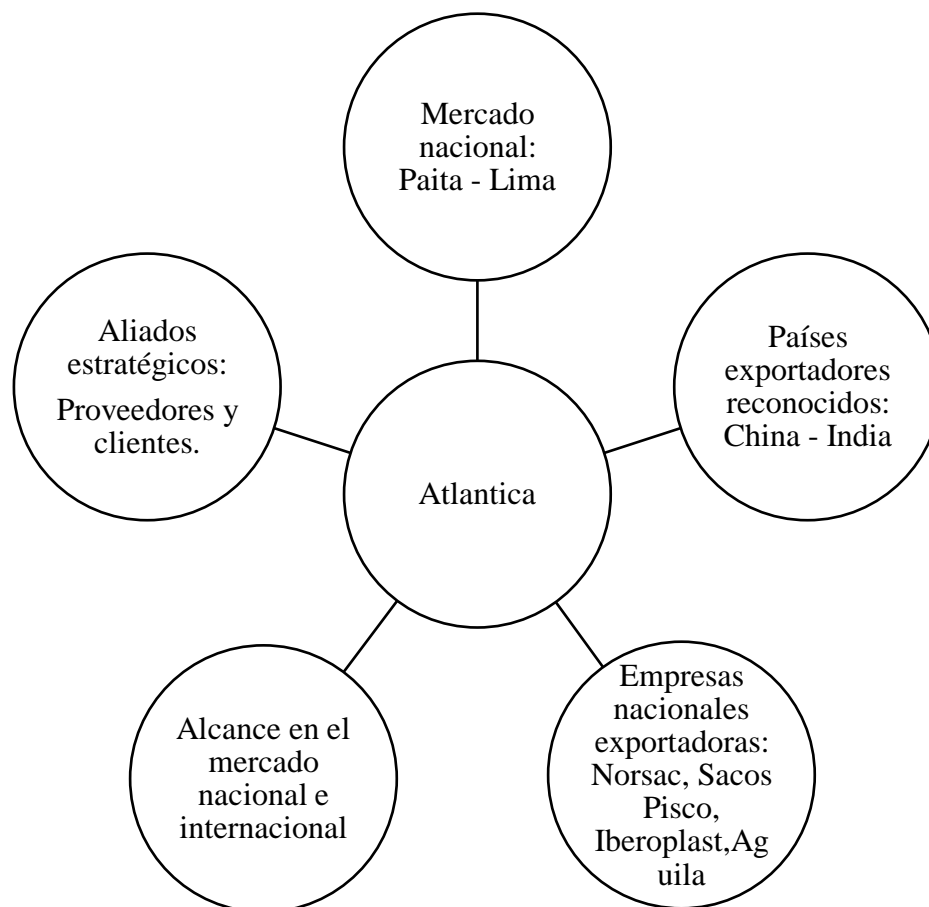 Mercado
nacional:
Paita - Lima
Aliados
estratégicos:
Proveedores y
clientes.
Países
exportadores
reconocidos:
China - India
Atlantica
Alcance en el
mercado
nacional e
internacional
Empresas
nacionales
exportadoras:
Norsac, Sacos
Pisco,
Iberoplast,Ag
uila